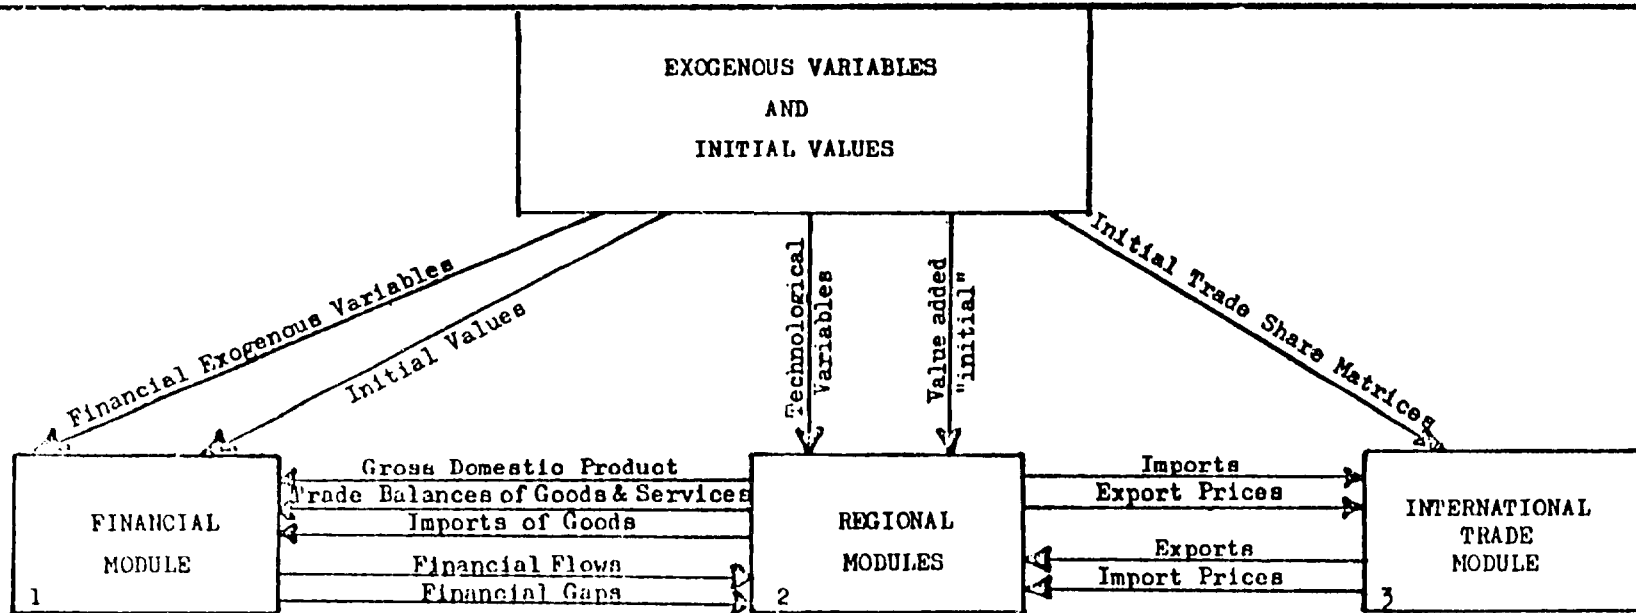 EXOGENOUS VARIABLES
AND
INITIAL VALUES
Financial Exogenous Variables
Initial Values
Technological
Variables
Value added
"initial"
Initial Trade Share Matrices
Gross Domestic Product
Trade Balances of Goods & Services
Imports of Goods
Financial Flows
Financial Gaps
Imports
Export Prices
Exports
Import Prices
FINANCIAL
MODULE
1
REGIONAL
MODULES
2
INTERNATIONAL
TRADE
MODULE
3